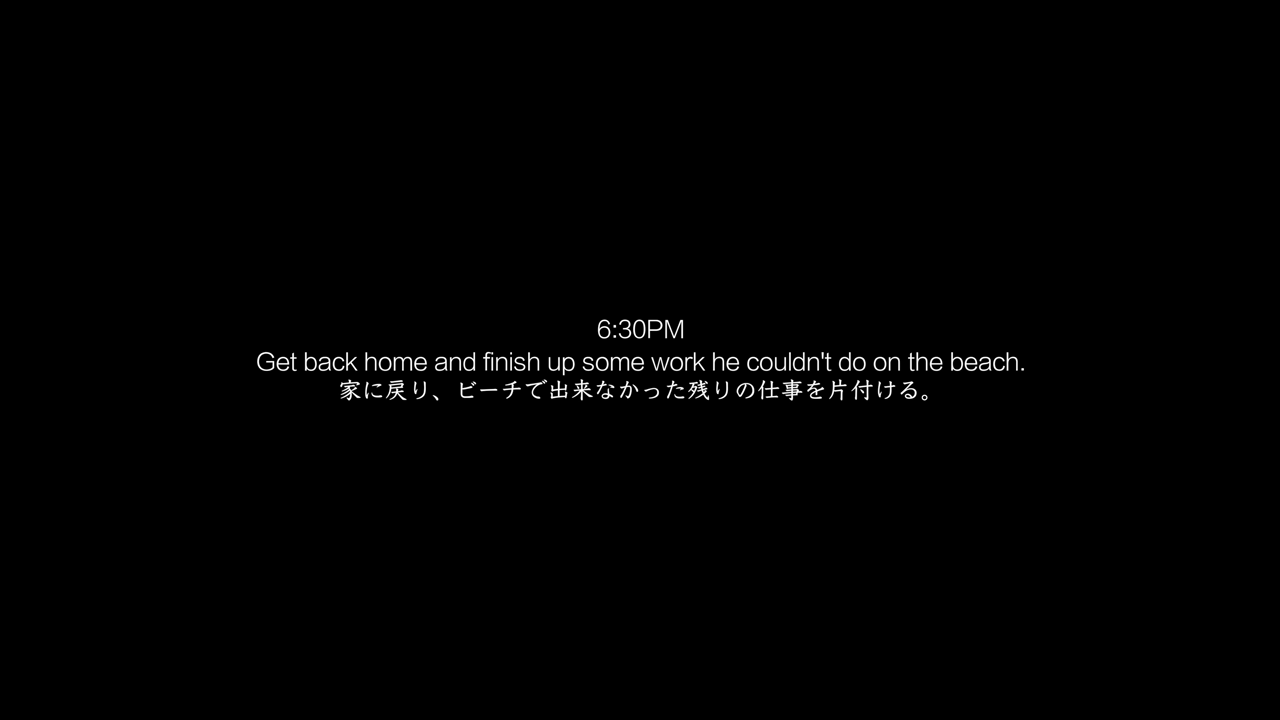 6:30PM
Get back home and finish up some work he couldn't do on the beach.
家に戻り、ビーチで出来なかった残りの仕事を片付ける。